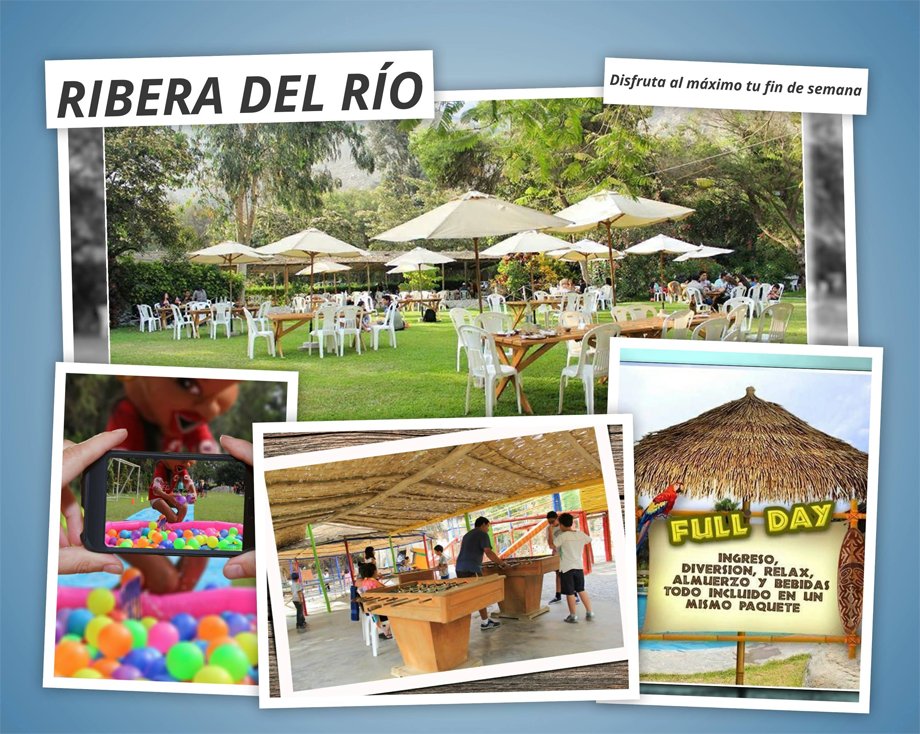 RIBERA DEL RÍO
Disfruta al máximo tu fin de semana
FULL DAY
INGRESO,
DIVERSION, RELAX,
ALMUERZO Y BEBIDAS
TODO INCLUIDO EN UN
MISMO PAQUETE